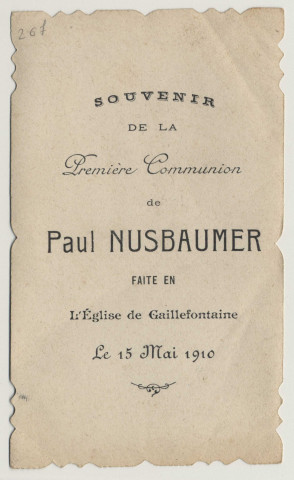 267
SOUVENIR
DE LA
Première Communion
de
Paul NUSBAUMER
FAITE EN
L'Église de Gaillefontaine
Le 15 Mai 1910